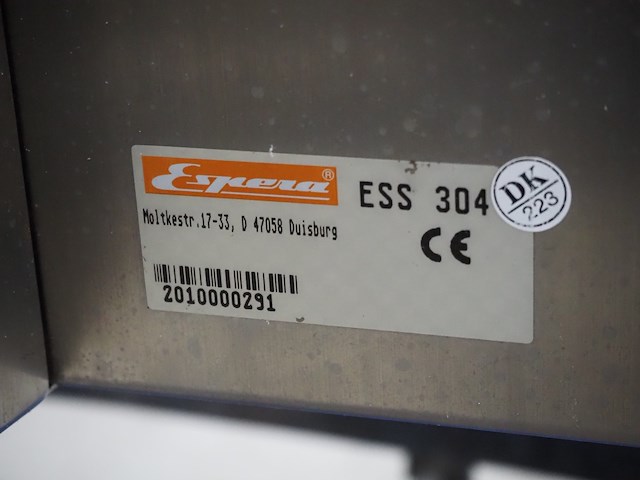 Espera®
ESS 304
Moltkestr.17-33, D 47058 Duisburg
CE
2010000291
DK
223